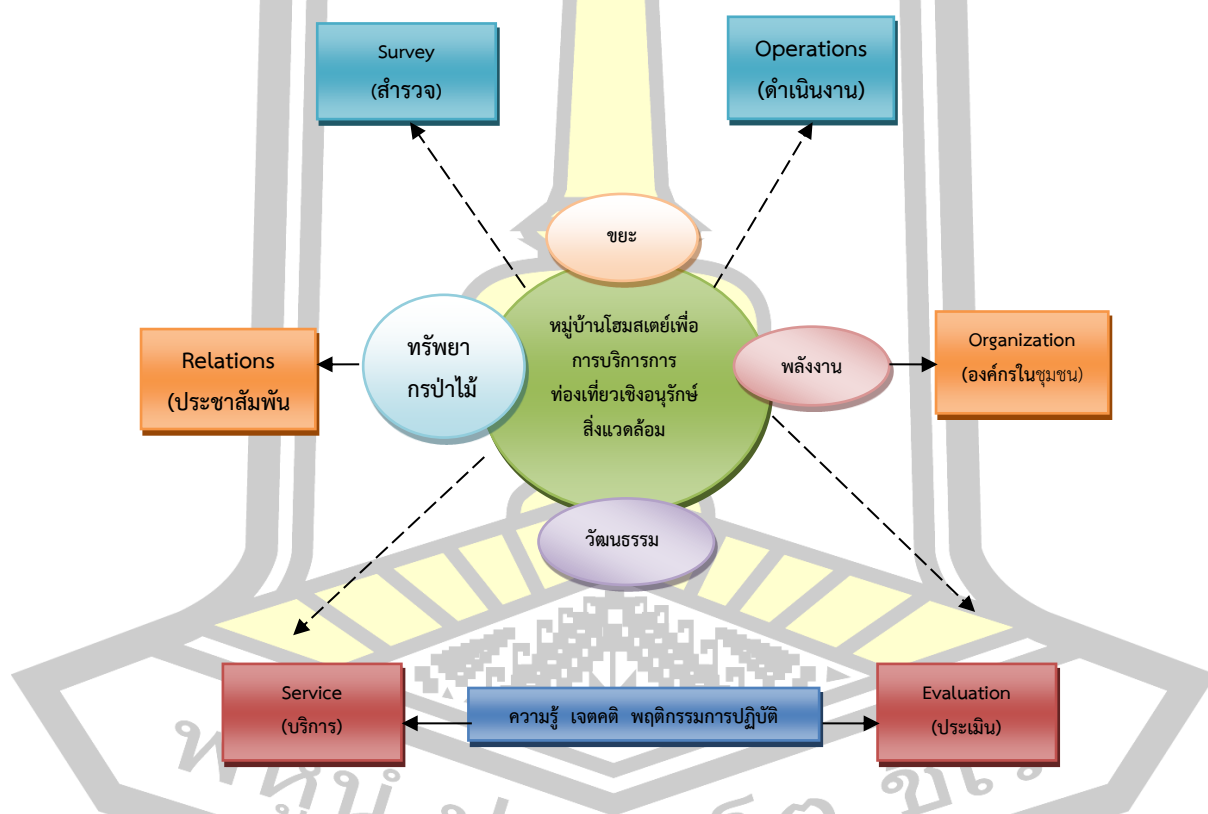 Survey
(สำรวจ)
Operations
(ดำเนินงาน)
ขยะ
หมู่บ้านโฮมสเตย์เพื่อ
การบริการการ
ท่องเที่ยวเชิงอนุรักษ์
สิ่งแวดล้อม
ทรัพยา
กรป่าไม้
พลังงาน
Relations
(ประชาสัมพัน
Organization
(องค์กรในชุมชน)
วัฒนธรรม
Service
(บริการ)
ความรู้ เจตคติ พฤติกรรมการปฏิบัติ
Evaluation
(ประเมิน)